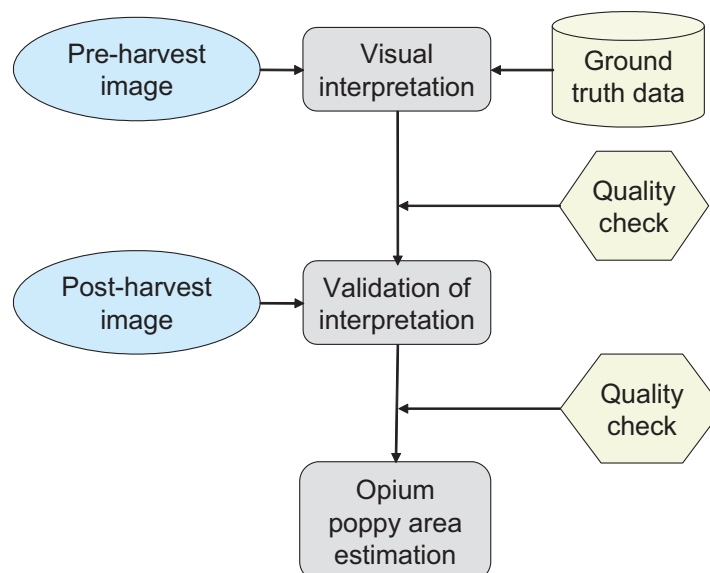 Pre-harvest
image
Visual
interpretation
Ground
truth data
Quality
check
Post-harvest
image
Validation of
interpretation
Quality
check
Opium
poppy area
estimation